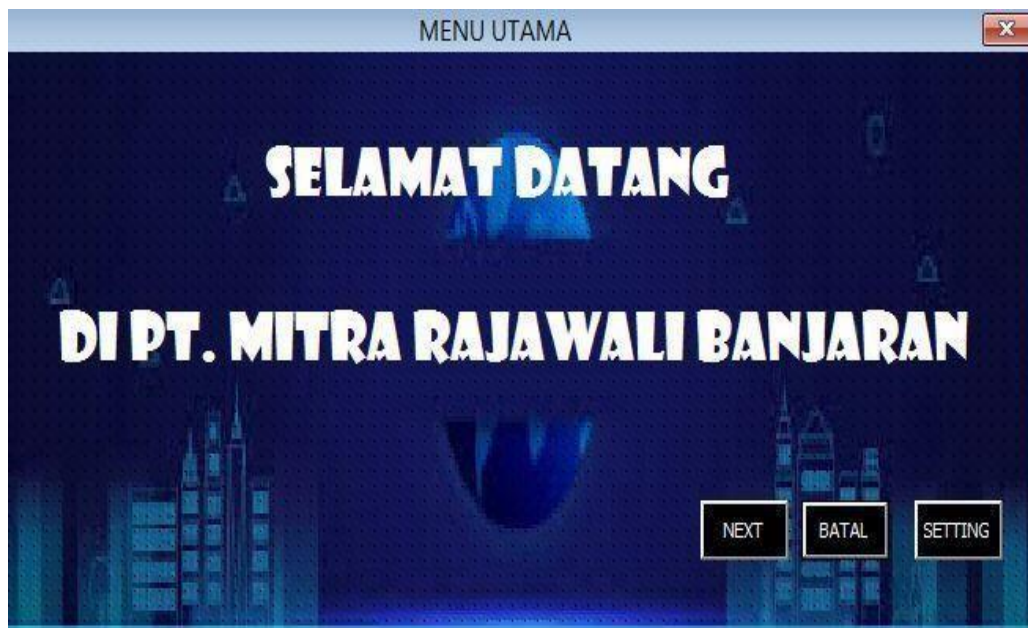 MENU UTAMA
SELAMAT DATANG
DI PT. MITRA RAJAWALI BANJARAN
NEXT BATAL SETTING